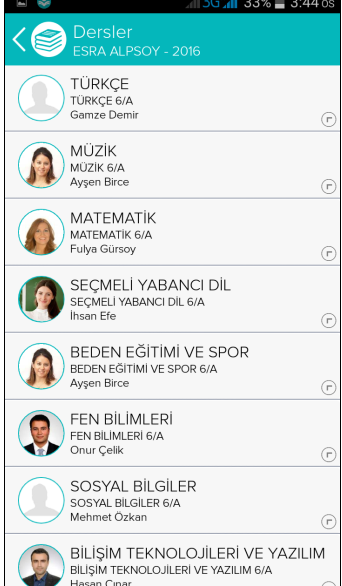 5G 33% 3:44 ÖS
Dersler
ESRA ALPSOY - 2016
TÜRKÇE
TÜRKÇE 6/A
Gamze Demir
MÜZİK
MÜZİK 6/A
Ayşen Birce
MATEMATİK
MATEMATİK 6/A
Fulya Gürsoy
SEÇMELİ YABANCI DİL
SEÇMELİ YABANCI DİL 6/A
İhsan Efe
BEDEN EĞİTİMİ VE SPOR
BEDEN EĞİTİMİ VE SPOR 6/A
Ayşen Birce
FEN BİLİMLERİ
FEN BİLİMLERİ 6/A
Onur Çelik
SOSYAL BİLGİLER
SOSYAL BİLGİLER 6/A
Mehmet Özkan
BİLİŞİM TEKNOLOJİLERİ VE YAZILIM
BİLİŞİM TEKNOLOJİLERİ VE YAZILIM 6/A
Hasan Çınar